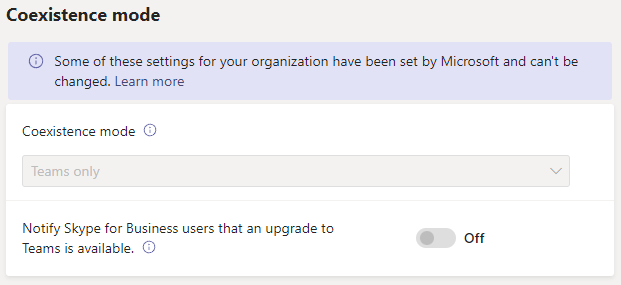 Coexistence mode
Some of these settings for your organization have been set by Microsoft and can't be
changed. Learn more
Coexistence mode
Teams only
Notify Skype for Business users that an upgrade to
Teams is available.
Off